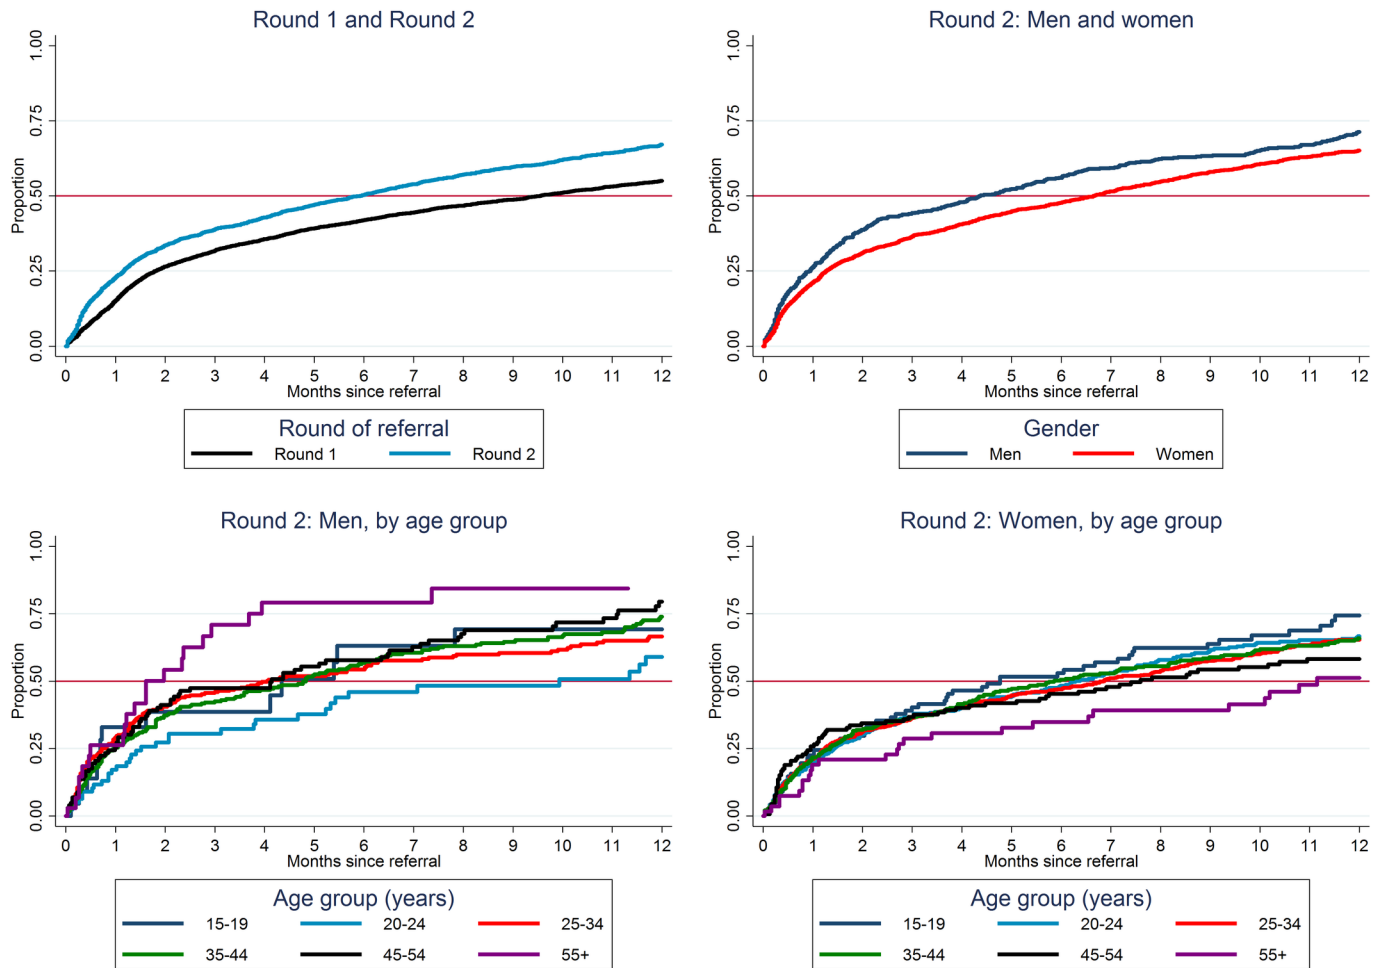 Round 1 and Round 2
Proportion
1.00
0.75
0.50
0.25
0.00
0 1 2 3 4 5 6 7 8 9 10 11 12
Months since referral
Round of referral
Round 1 Round 2
Round 2: Men and women
Proportion
1.00
0.75
0.50
0.25
0.00
0 1 2 3 4 5 6 7 8 9 10 11 12
Months since referral
Gender
Men Women
Round 2: Men, by age group
Proportion
1.00
0.75
0.50
0.25
0.00
0 1 2 3 4 5 6 7 8 9 10 11 12
Months since referral
Age group (years)
15-19 20-24 25-34
35-44 45-54 55+
Round 2: Women, by age group
Proportion
1.00
0.75
0.50
0.25
0.00
0 1 2 3 4 5 6 7 8 9 10 11 12
Months since referral
Age group (years)
15-19 20-24 25-34
35-44 45-54 55+